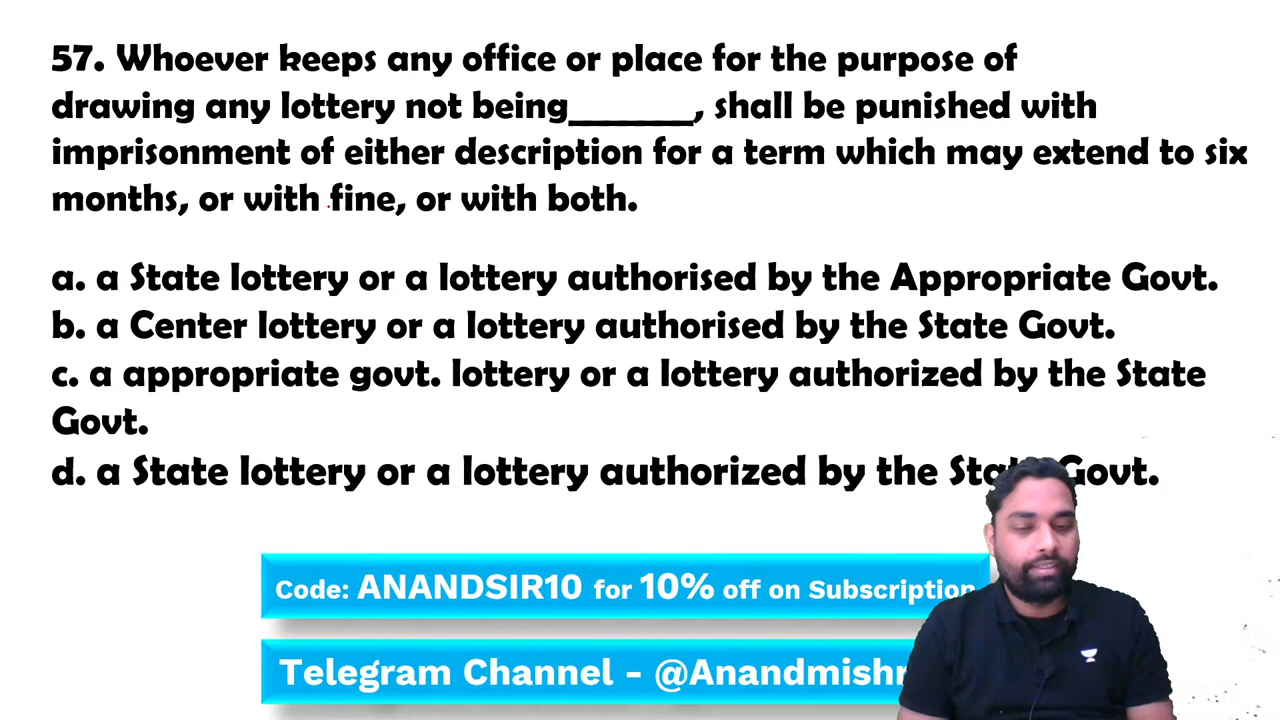 57. Whoever keeps any office or place for the purpose of
drawing any lottery not being_______, shall be punished with
imprisonment of either description for a term which may extend to six
months, or with fine, or with both.
a. a State lottery or a lottery authorised by the Appropriate Govt.
b. a Center lottery or a lottery authorised by the State Govt.
c. a appropriate govt. lottery or a lottery authorized by the State
Govt.
d. a State lottery or a lottery authorized by the State Govt.
Code: ANANDSIR10 for 10% off on Subscription
Telegram Channel -